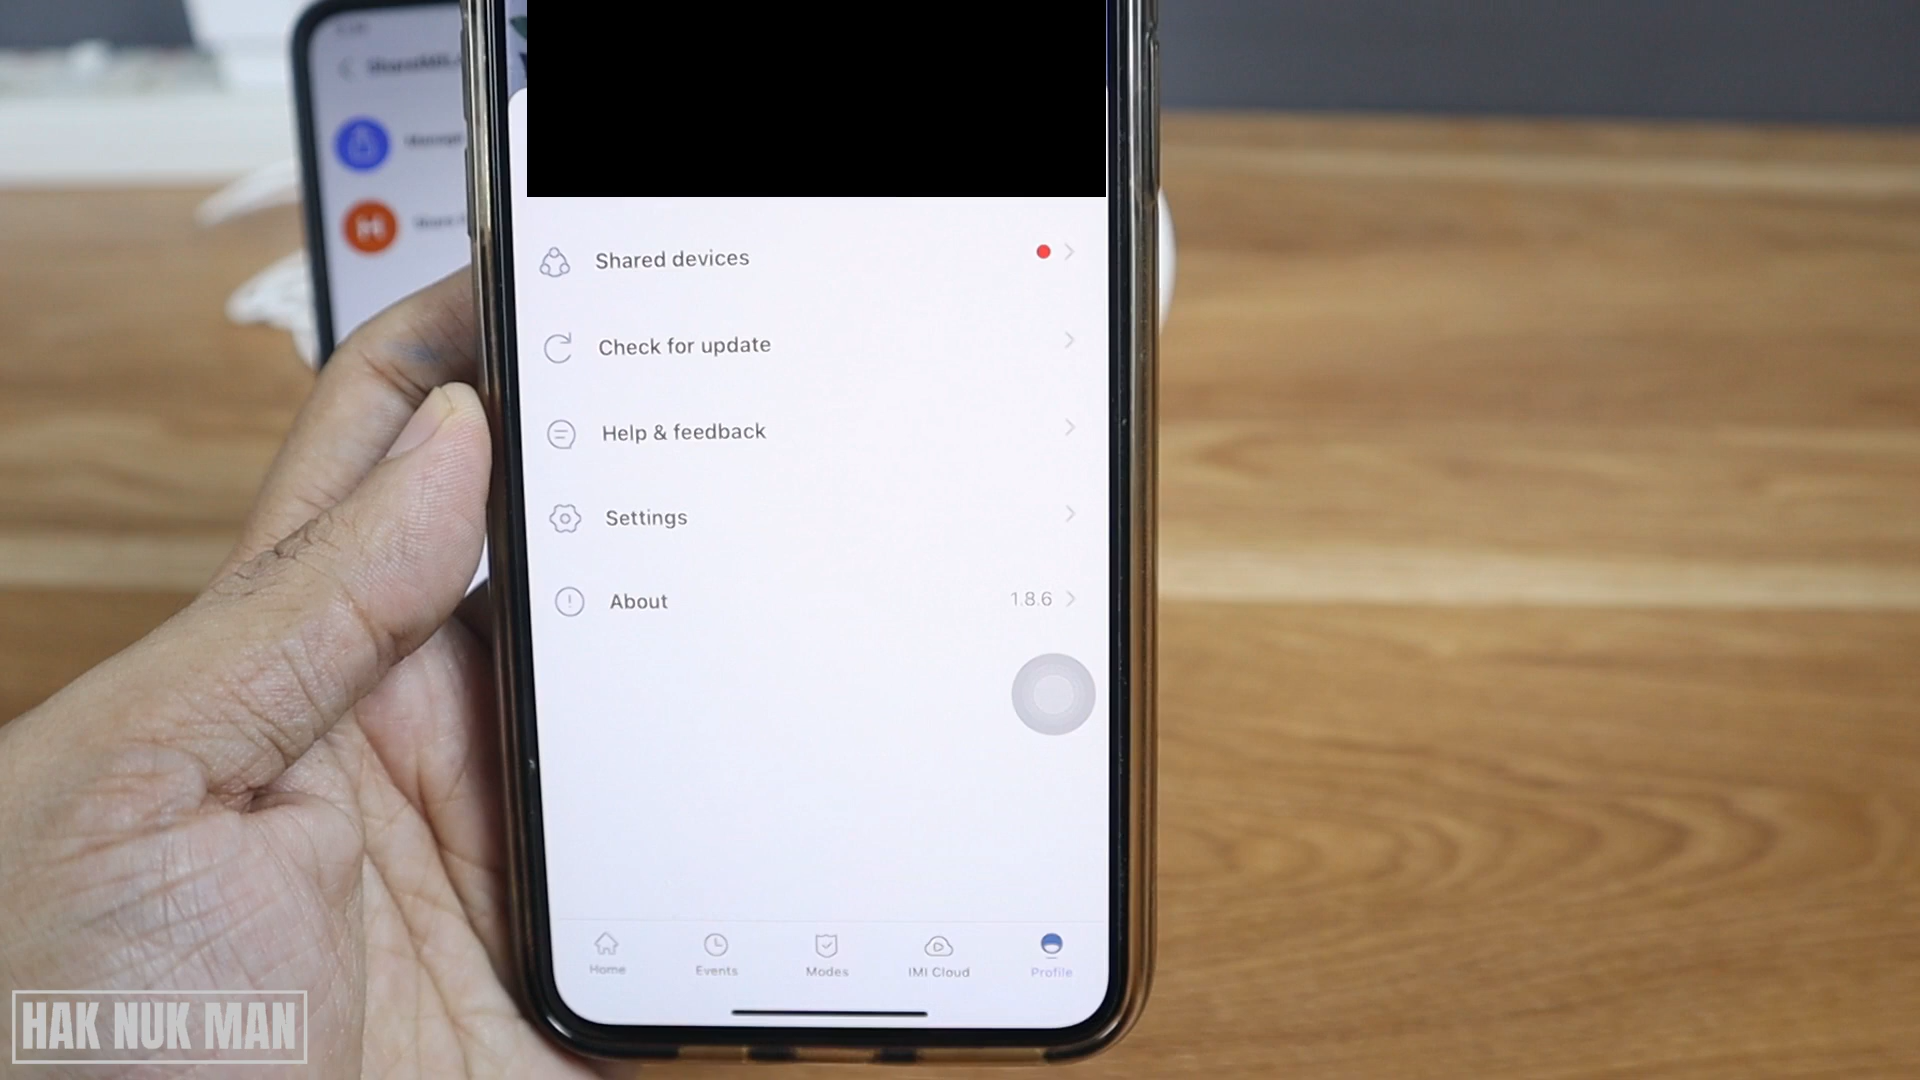 Shared devices
Check for update
Help & feedback
Settings
About 1.8.6
Home Events Modes IMI Cloud Profile
H
HAK NUK MAN